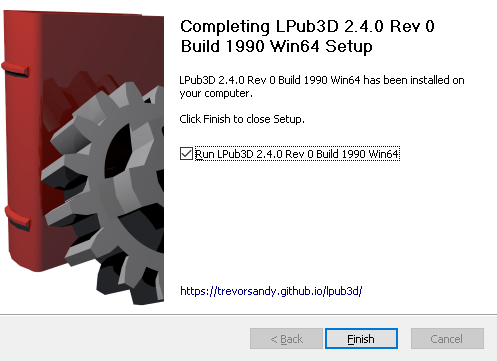 Completing LPub3D 2.4.0 Rev 0
Build 1990 Win64 Setup
LPub3D 2.4.0 Rev 0 Build 1990 Win64 has been installed on
your computer.
Click Finish to close Setup.
Run LPub3D 2.4.0 Rev 0 Build 1990 Win64
https://trevorsandy.github.io/lpub3d/
< Back Finish Cancel